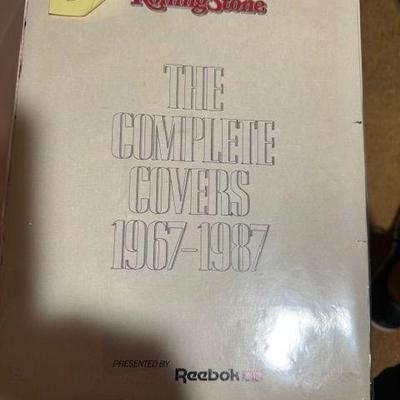 Rolling Stone
THE
COMPLETE
COVERS
1967-1987
PRESENTED BY Reebok